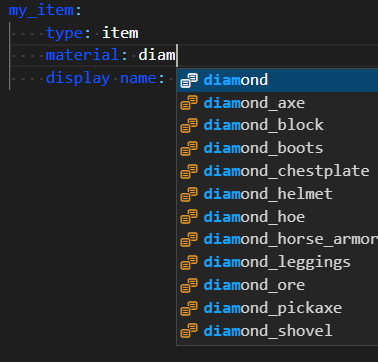 my_item:
type: item
material: diam
display name:
diamond
diamond_axe
diamond_block
diamond_boots
diamond_chestplate
diamond_helmet
diamond_hoe
diamond_horse_armor
diamond_leggings
diamond_ore
diamond_pickaxe
diamond_shovel